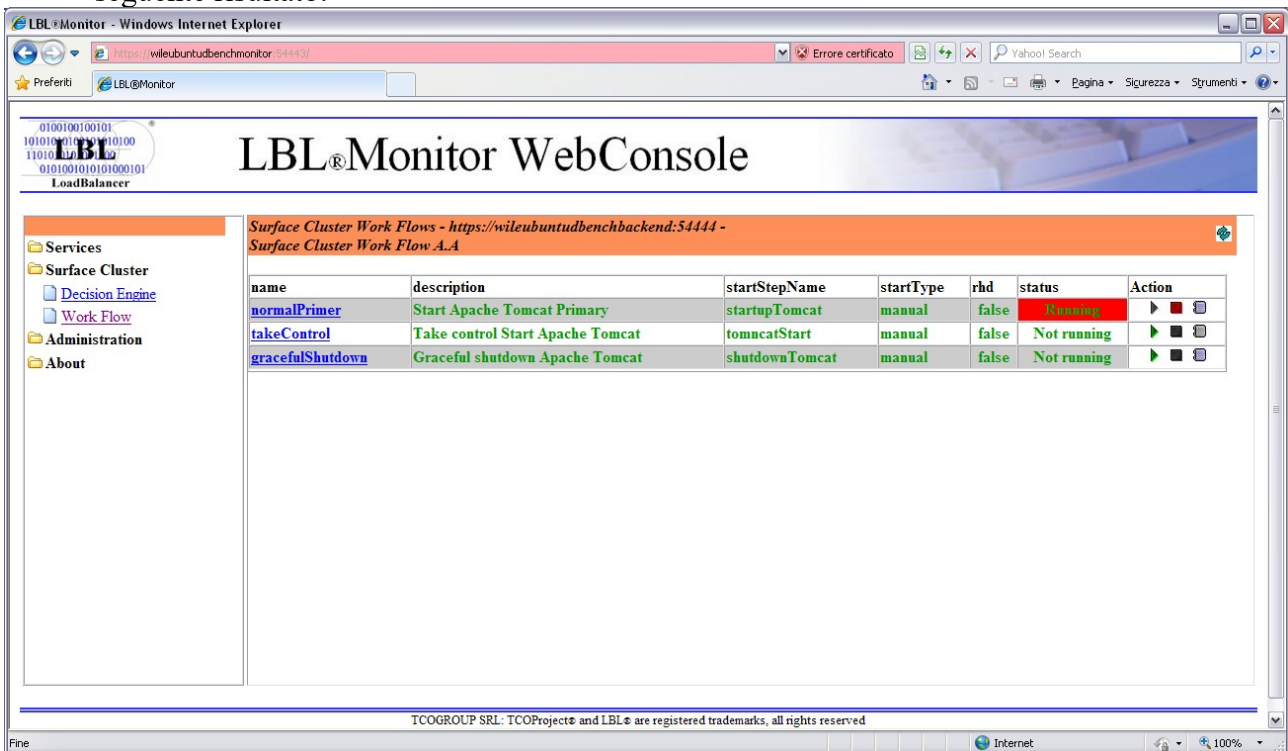 LBL®Monitor - Windows Internet Explorer
https://wileubuntudbenchmonitor:54443/
Errore certificato
Yahoo! Search
Preferiti
LBL®Monitor
Pagina
Sicurezza
Strumenti
0100100100101
LBL
0101001010101000101
LoadBalancer
LBL®Monitor WebConsole
Services
Surface Cluster
Decision Engine
Work Flow
Administration
About
Surface Cluster Work Flows - https://wileubuntudbenchbackend:54444 -
Surface Cluster Work Flow A.A
name description startStepName startType rhd status Action
normalPrimer Start Apache Tomcat Primary startupTomcat manual false Running
takeControl Take control Start Apache Tomcat tomncatStart manual false Not running
gracefulShutdown Graceful shutdown Apache Tomcat shutdownTomcat manual false Not running
TCOGROUP SRL: TCOProject® and LBL® are registered trademarks, all rights reserved
Fine
Internet
100%